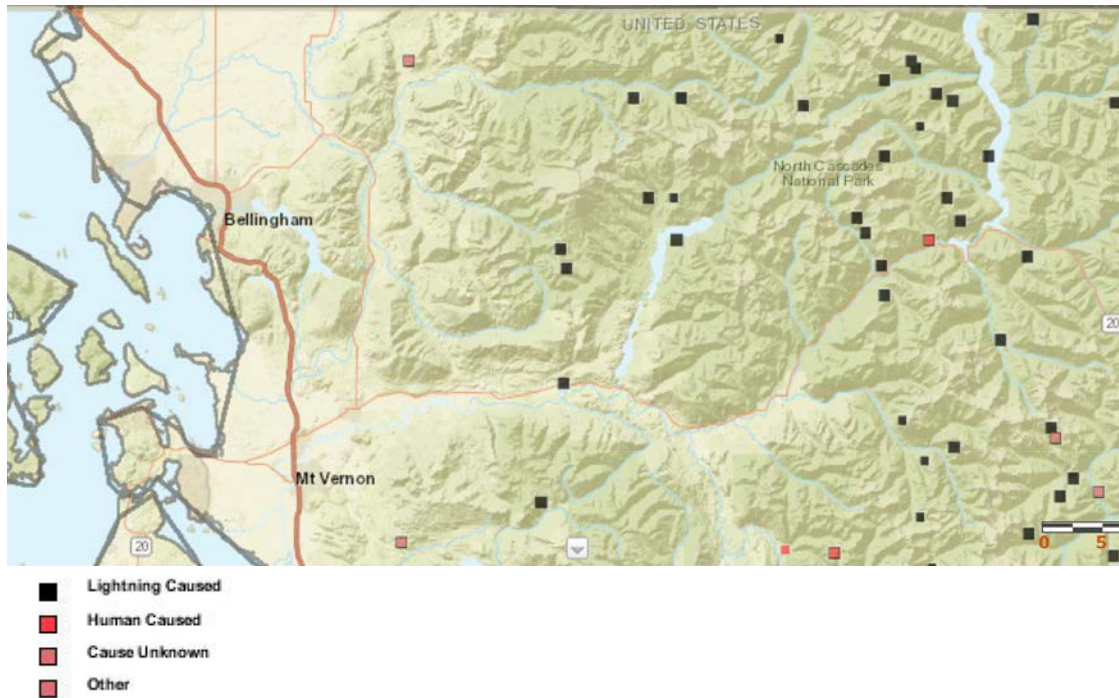 UNITED STATES
North Cascades
National Park
Bellingham
20
Mt Vernon
20
0 5
Lightning Caused
Human Caused
Cause Unknown
Other